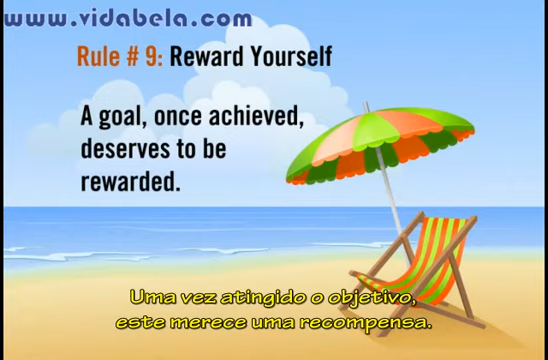 www.vidabela.com
Rule # 9: Reward Yourself
A goal, once achieved,
deserves to be
rewarded.
Uma vez atingido o objetivo,
este merece uma recompensa.